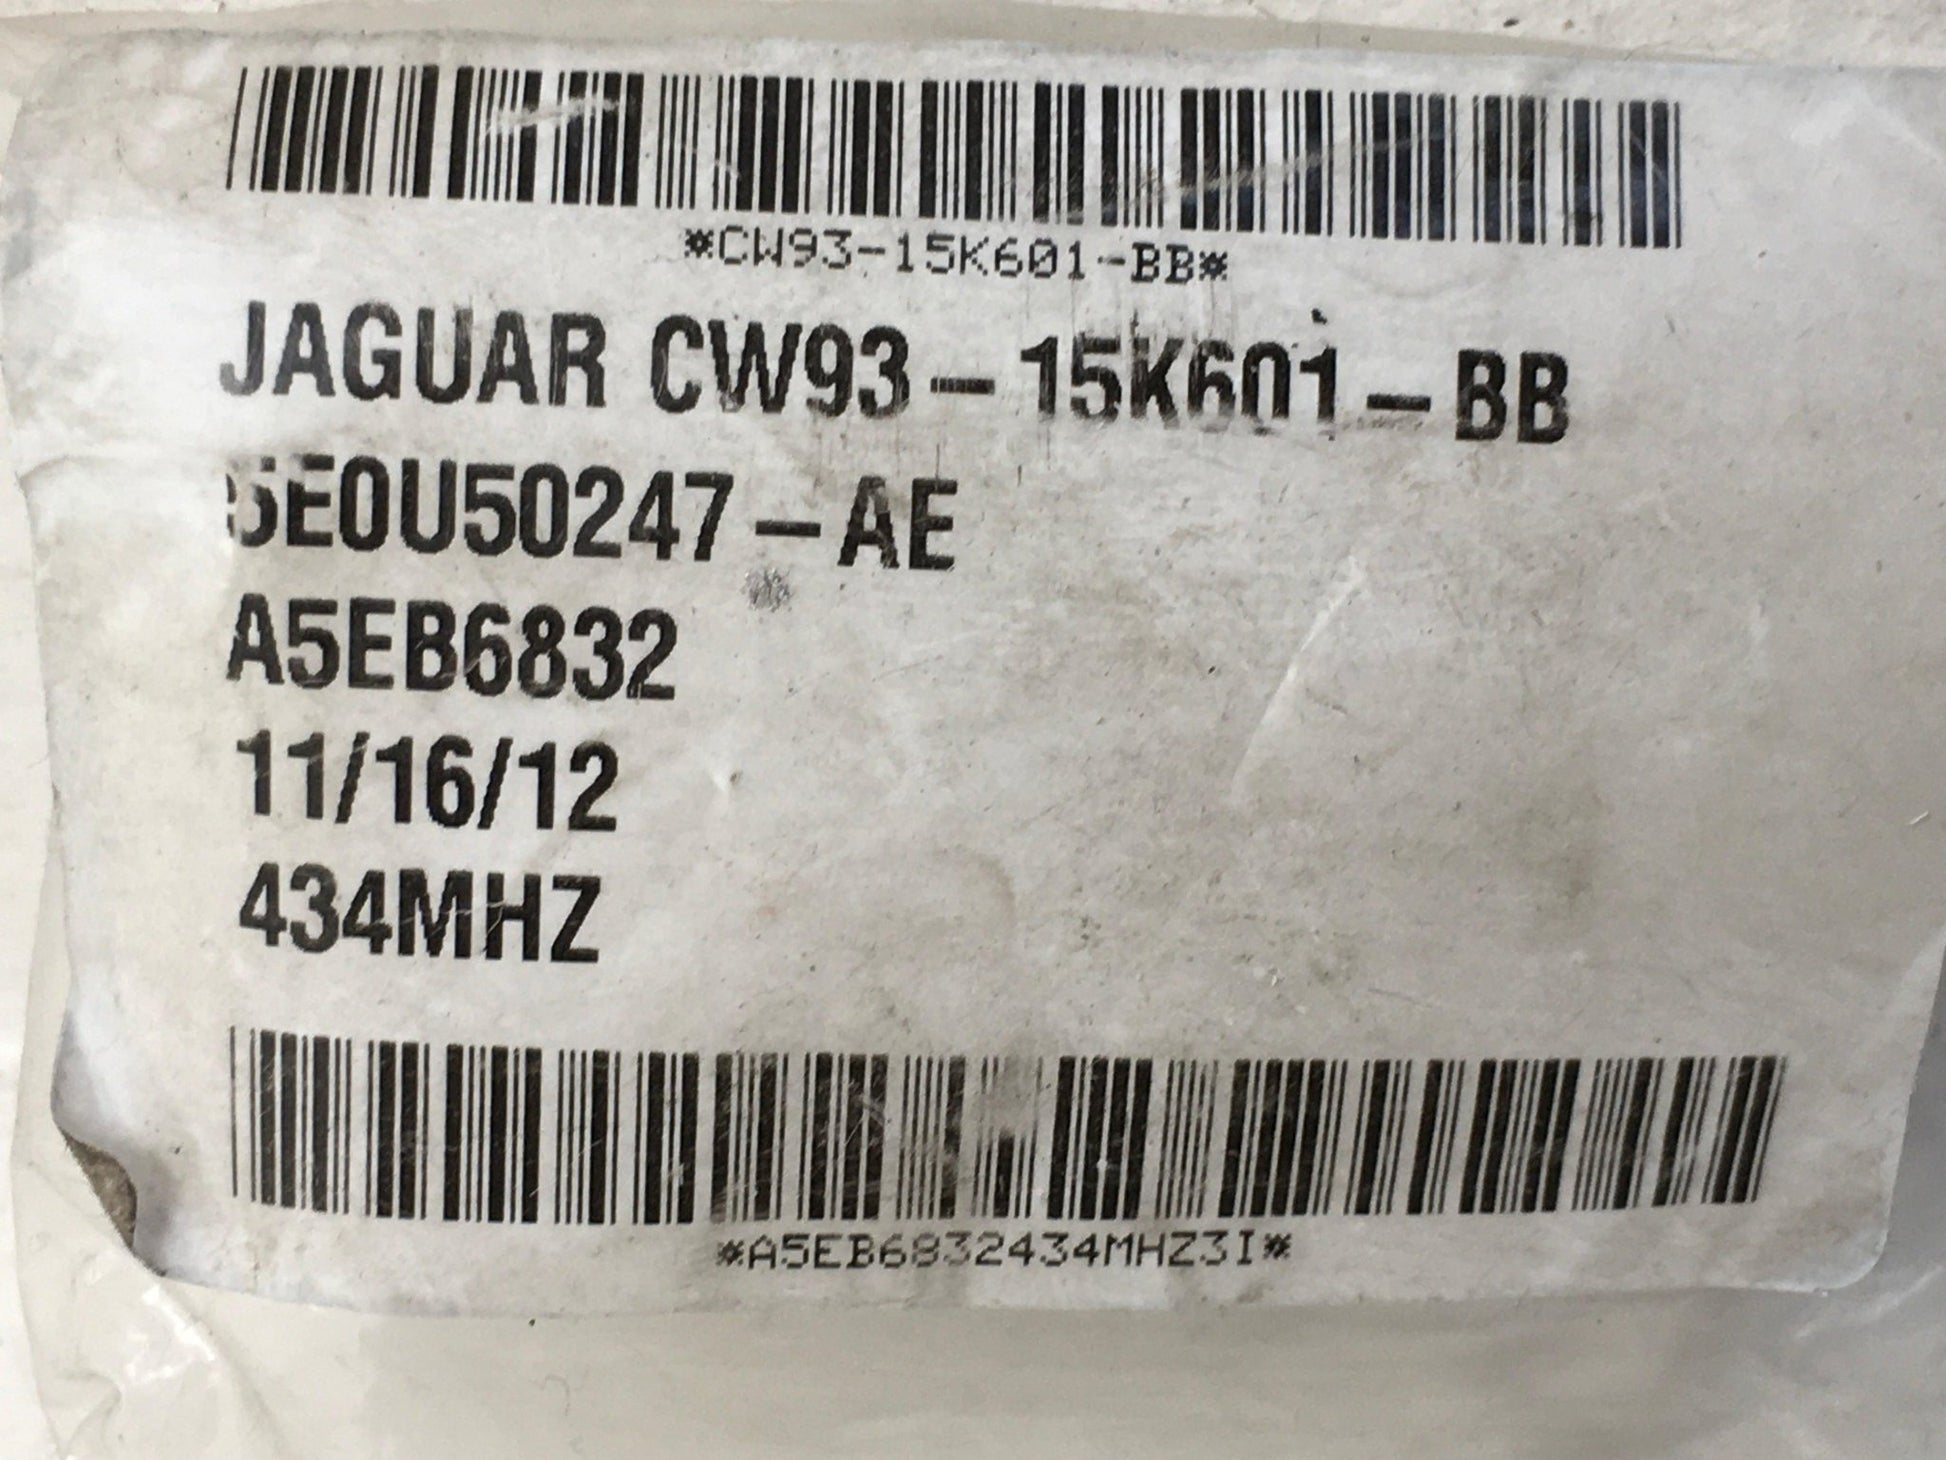 *CW93-15K601-BB*
JAGUAR CW93-15K601-BB
5E0U50247-AE
A5EB6832
11/16/12
434MHZ
*A5EB6832434MHZ3I*